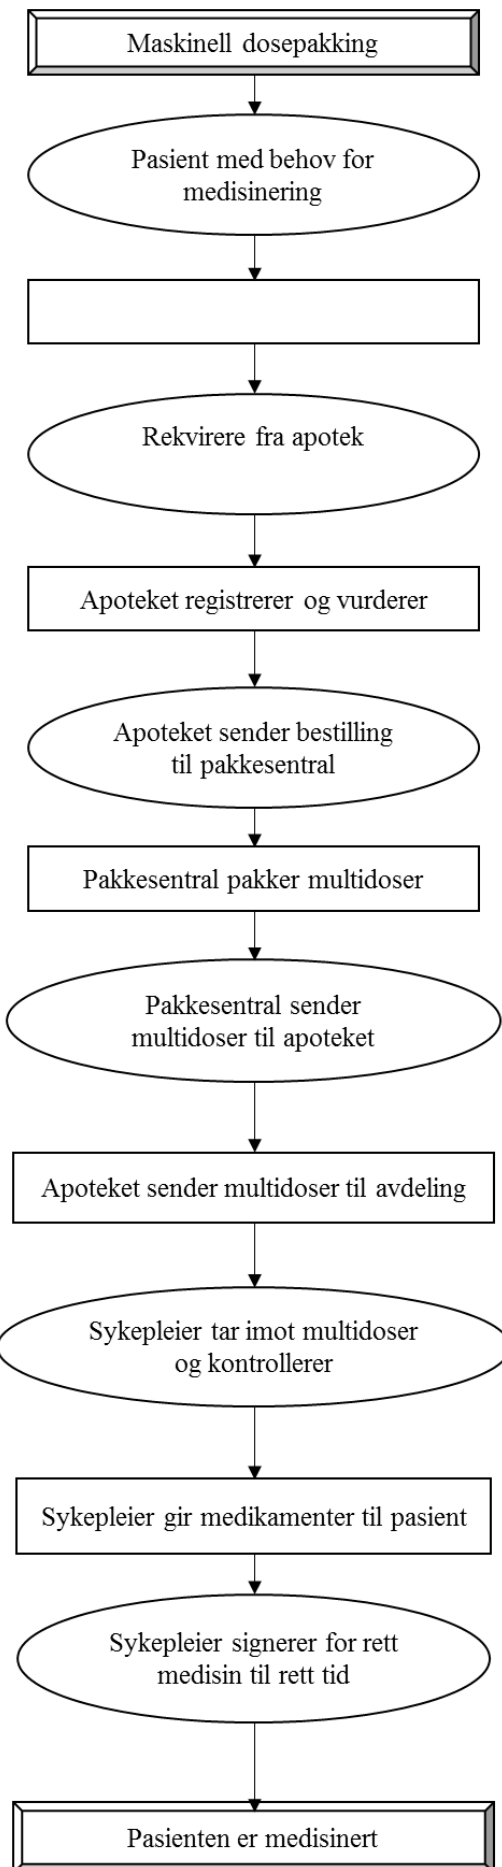 Maskinell dosepakking
Pasient med behov for
medisinering
Rekvirere fra apotek
Apoteket registrerer og vurderer
Apoteket sender bestilling
til pakkesentral
Pakkesentral pakker multidoser
Pakkesentral sender
multidoser til apoteket
Apoteket sender multidoser til avdeling
Sykepleier tar imot multidoser
og kontrollerer
Sykepleier gir medikamenter til pasient
Sykepleier signerer for rett
medisin til rett tid
Pasienten er medisinert